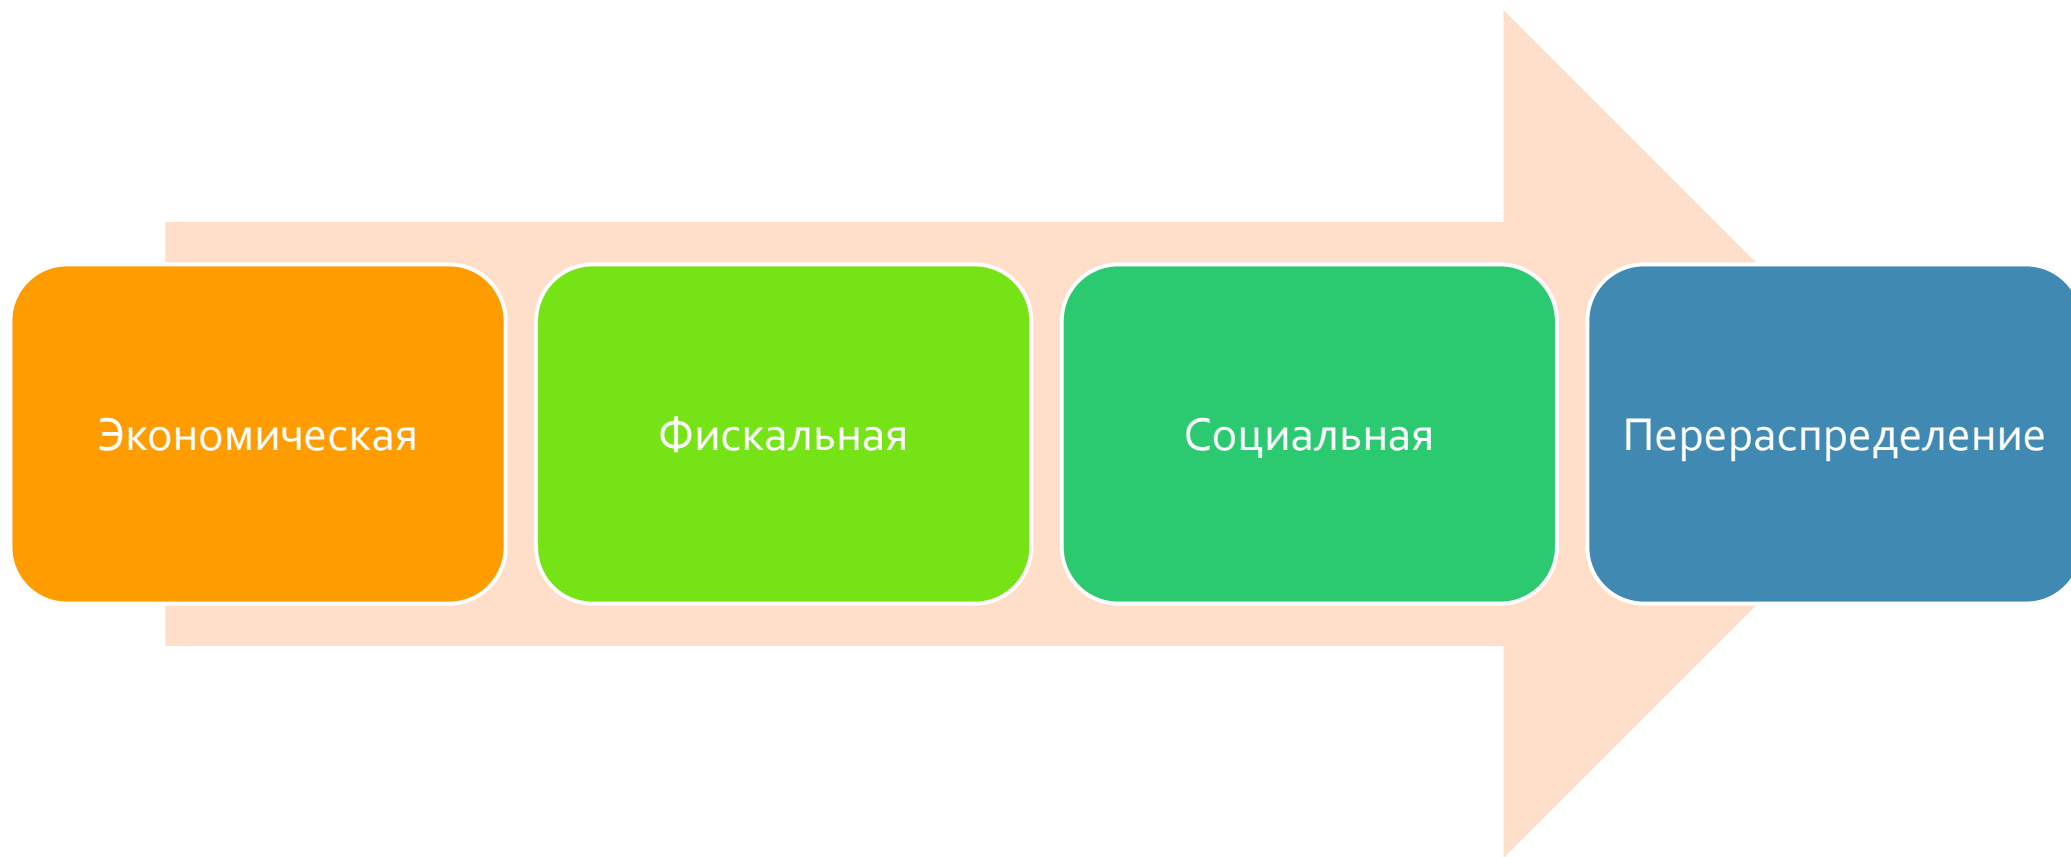 Экономическая
Фискальная
Социальная
Перераспределение